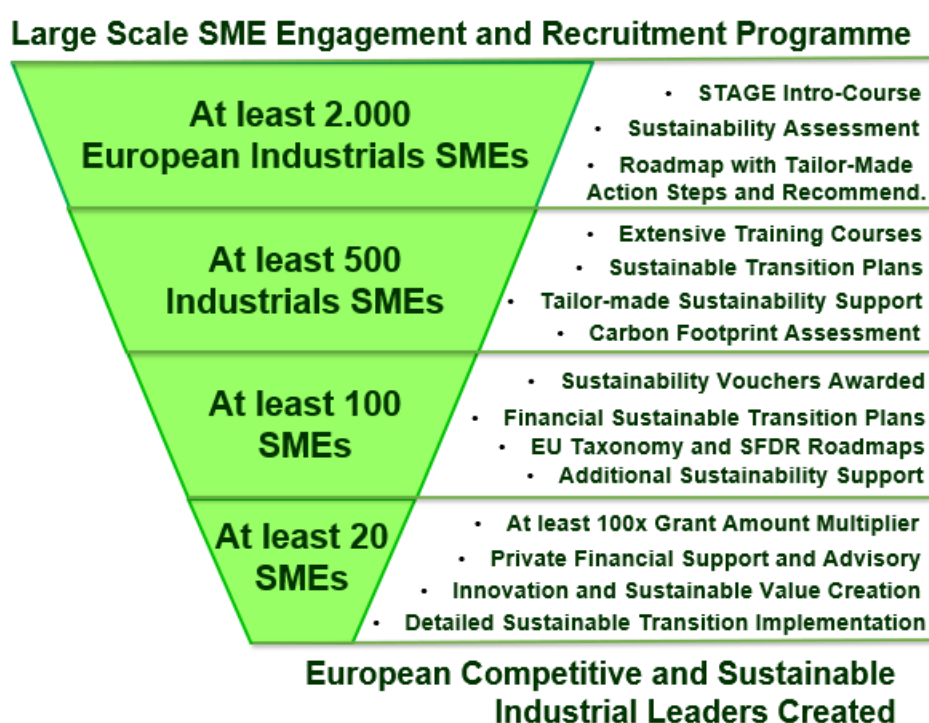 Large Scale SME Engagement and Recruitment Programme
At least 2.000
European Industrials SMEs
• STAGE Intro-Course
• Sustainability Assessment
• Roadmap with Tailor-Made
Action Steps and Recommend.
At least 500
Industrials SMEs
• Extensive Training Courses
• Sustainable Transition Plans
• Tailor-made Sustainability Support
• Carbon Footprint Assessment
At least 100
SMEs
• Sustainability Vouchers Awarded
• Financial Sustainable Transition Plans
• EU Taxonomy and SFDR Roadmaps
• Additional Sustainability Support
At least 20
SMEs
• At least 100x Grant Amount Multiplier
• Private Financial Support and Advisory
• Innovation and Sustainable Value Creation
• Detailed Sustainable Transition Implementation
European Competitive and Sustainable
Industrial Leaders Created